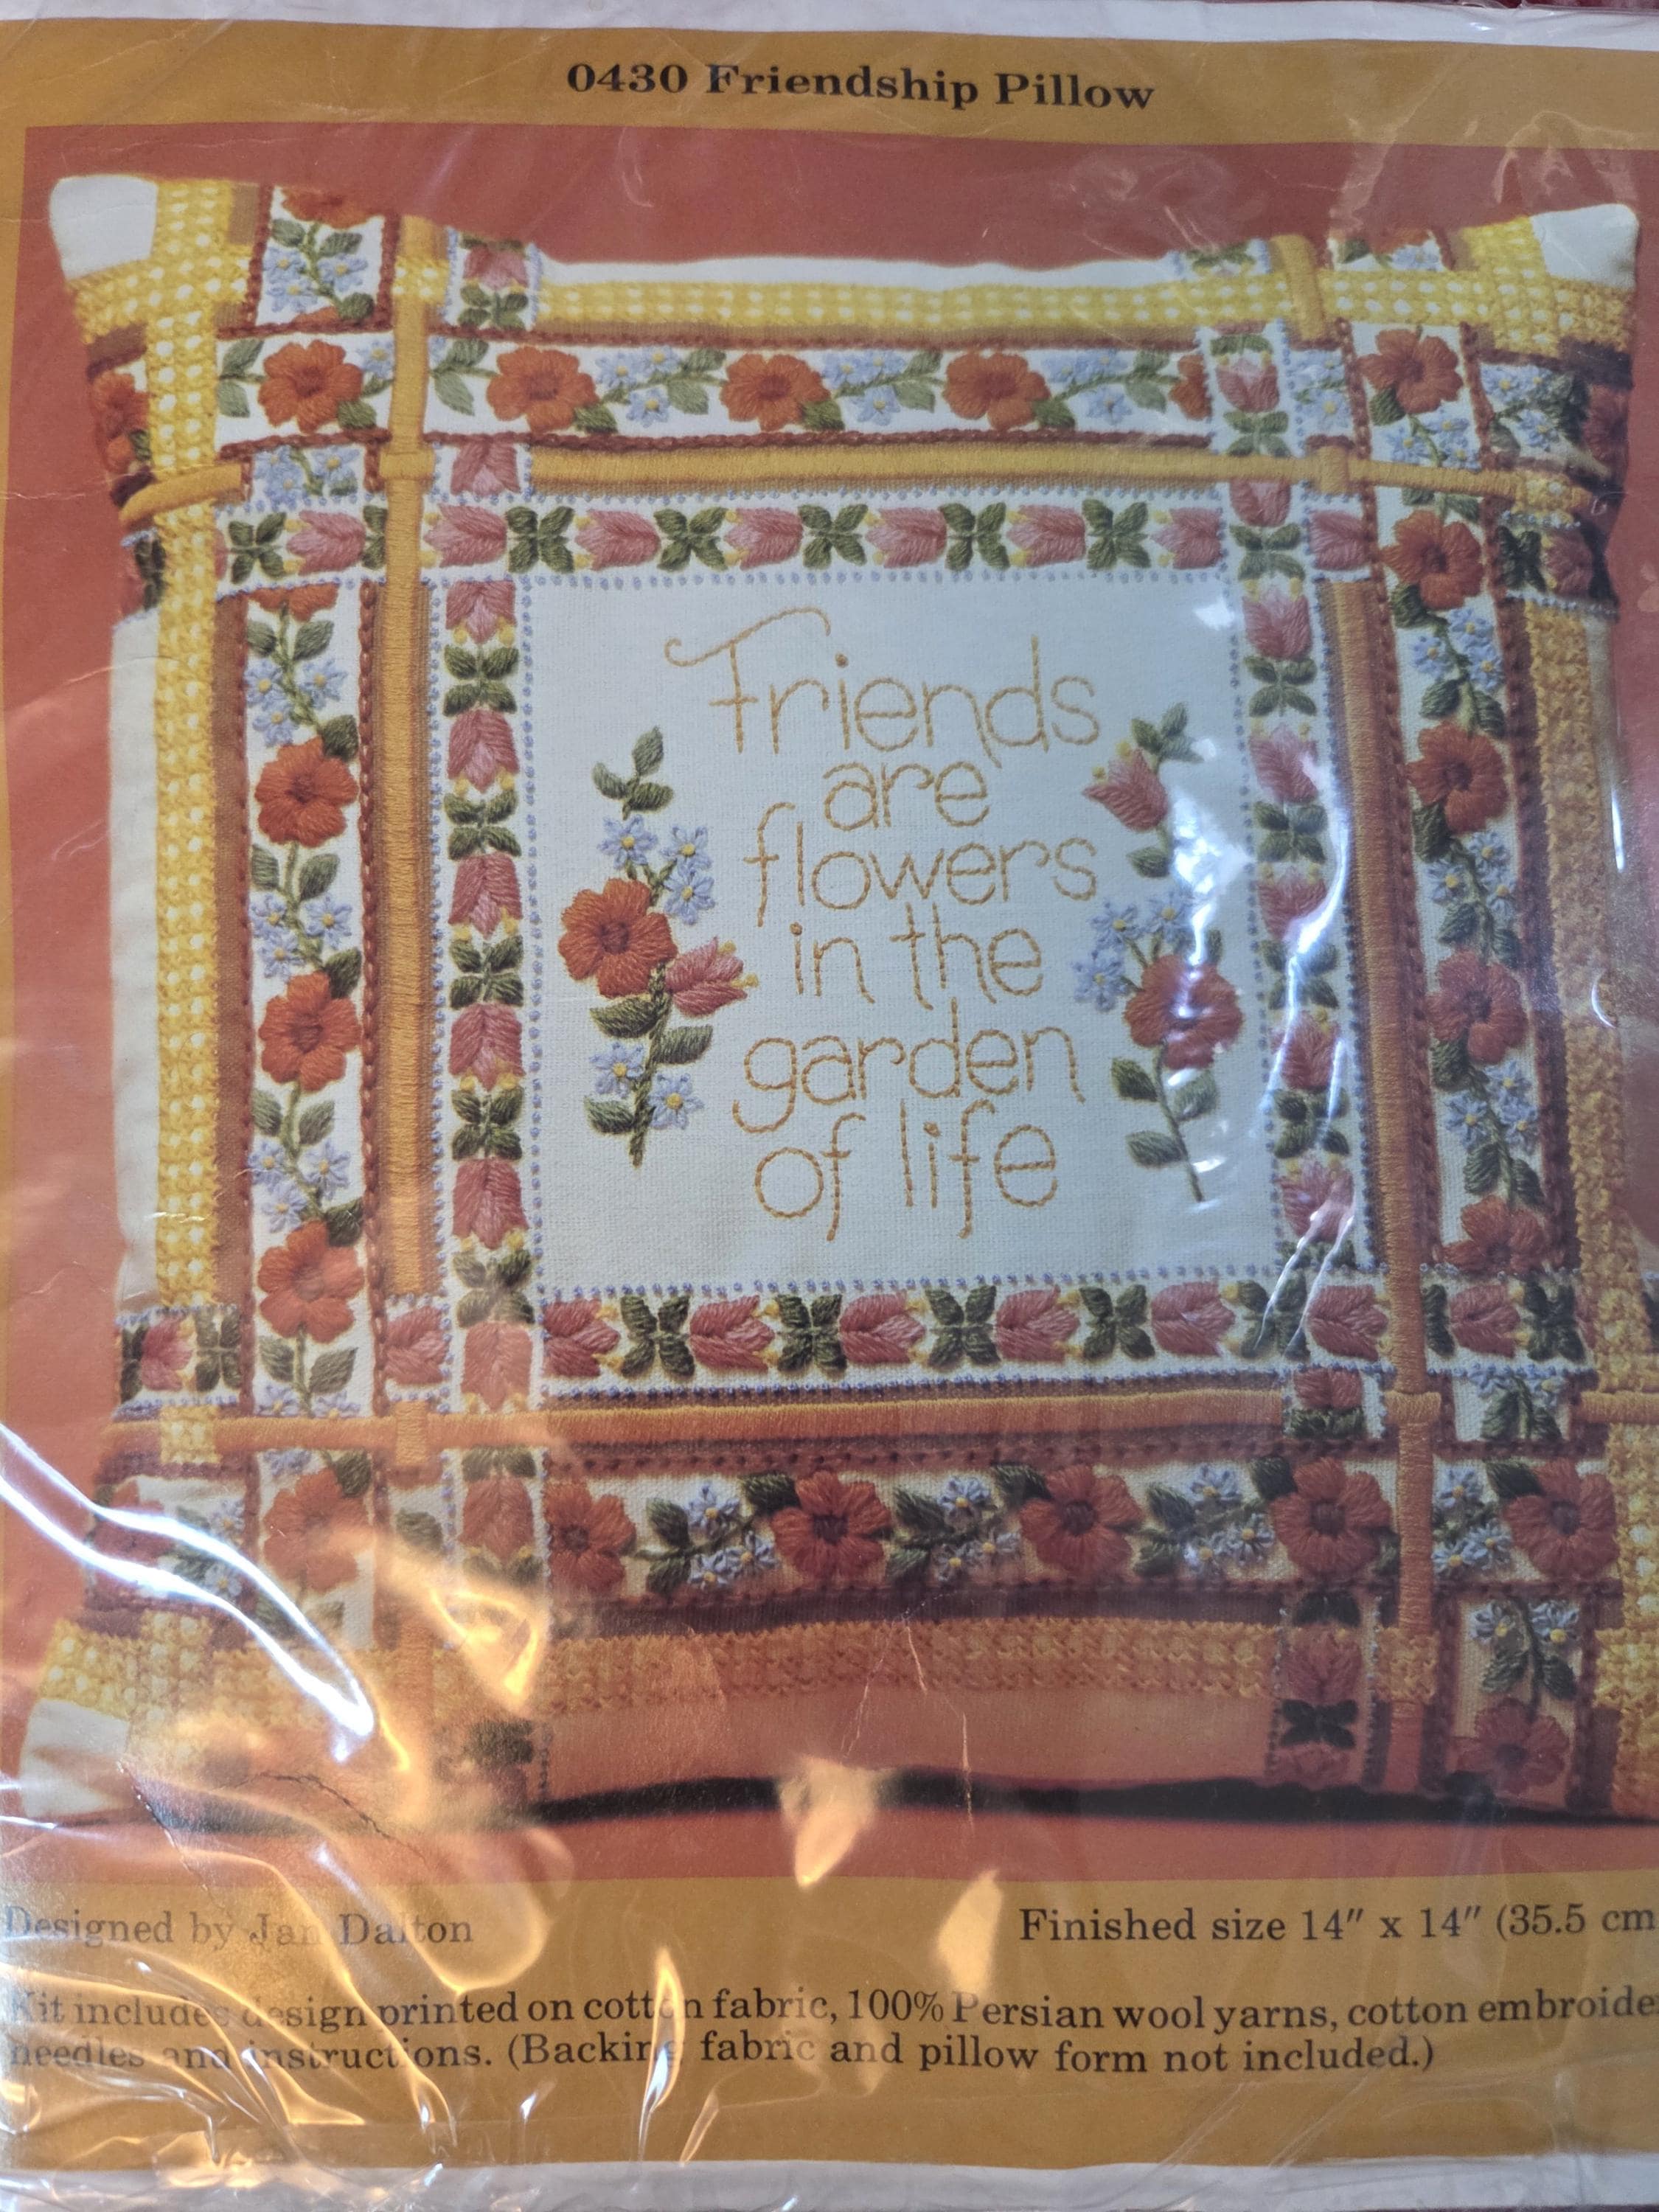 0430 Friendship Pillow
Friends
are
flowers
in the
garden
of life
Designed by Jan Dalton
Finished size 14″ x 14″ (35.5 cm
Kit includes design printed on cotton fabric, 100% Persian wool yarns, cotton embroide
needles and instructions. (Backing fabric and pillow form not included.)